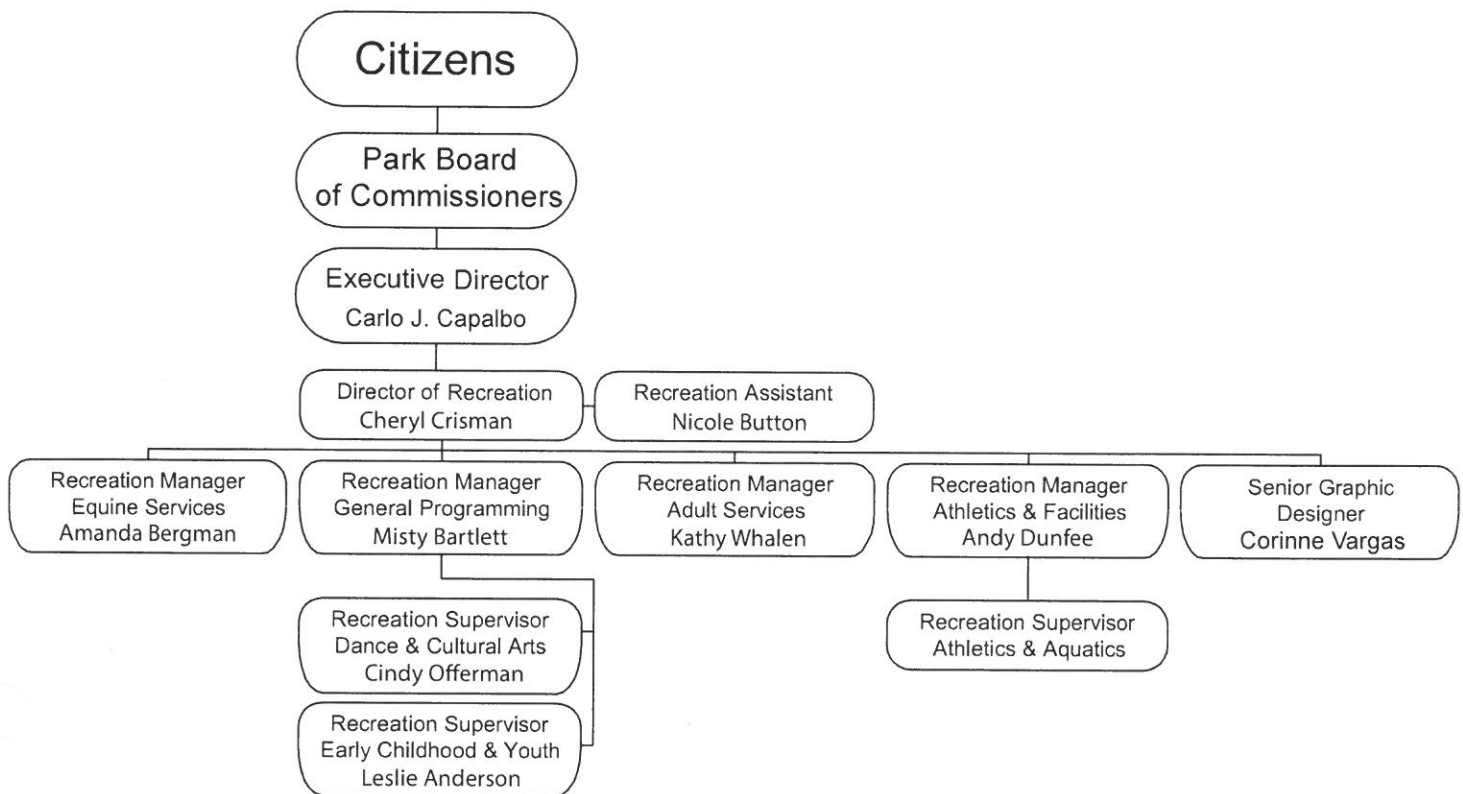 Citizens
Park Board
of Commissioners
Executive Director
Carlo J. Capalbo
Director of Recreation
Cheryl Crisman
Recreation Assistant
Nicole Button
Recreation Manager
Equine Services
Amanda Bergman
Recreation Manager
General Programming
Misty Bartlett
Recreation Manager
Adult Services
Kathy Whalen
Recreation Manager
Athletics & Facilities
Andy Dunfee
Senior Graphic
Designer
Corinne Vargas
Recreation Supervisor
Dance & Cultural Arts
Cindy Offerman
Recreation Supervisor
Athletics & Aquatics
Recreation Supervisor
Early Childhood & Youth
Leslie Anderson